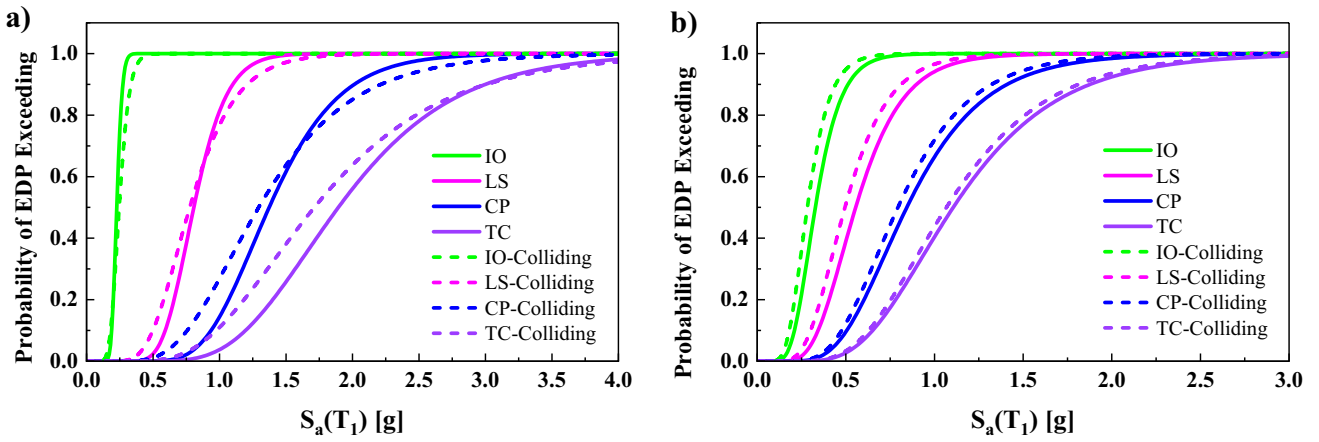 a)
Probability of EDP Exceeding
1.0
0.8
0.6
0.4
0.2
0.0
0.0 0.5 1.0 1.5 2.0 2.5 3.0 3.5 4.0
Sa(T1) [g]
IO
LS
CP
TC
IO-Colliding
LS-Colliding
CP-Colliding
TC-Colliding
b)
Probability of EDP Exceeding
1.0
0.8
0.6
0.4
0.2
0.0
0.0 0.5 1.0 1.5 2.0 2.5 3.0
Sa(T1) [g]
IO
LS
CP
TC
IO-Colliding
LS-Colliding
CP-Colliding
TC-Colliding